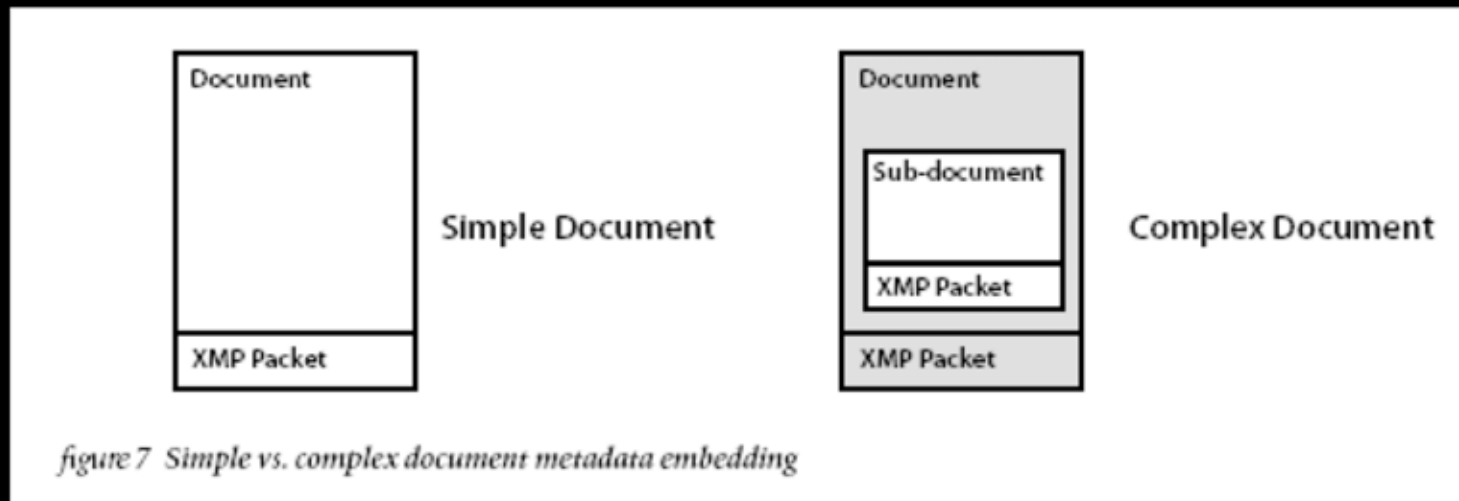 Document
XMP Packet
Simple Document
Document
Sub-document
XMP Packet
XMP Packet
Complex Document
figure 7 Simple vs. complex document metadata embedding